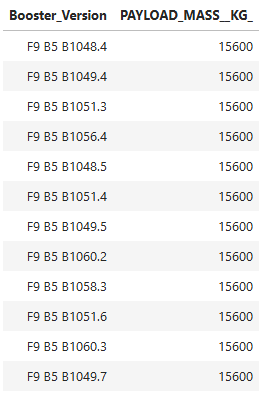 Booster_Version PAYLOAD_MASS__KG_
F9 B5 B1048.4 15600
F9 B5 B1049.4 15600
F9 B5 B1051.3 15600
F9 B5 B1056.4 15600
F9 B5 B1048.5 15600
F9 B5 B1051.4 15600
F9 B5 B1049.5 15600
F9 B5 B1060.2 15600
F9 B5 B1058.3 15600
F9 B5 B1051.6 15600
F9 B5 B1060.3 15600
F9 B5 B1049.7 15600